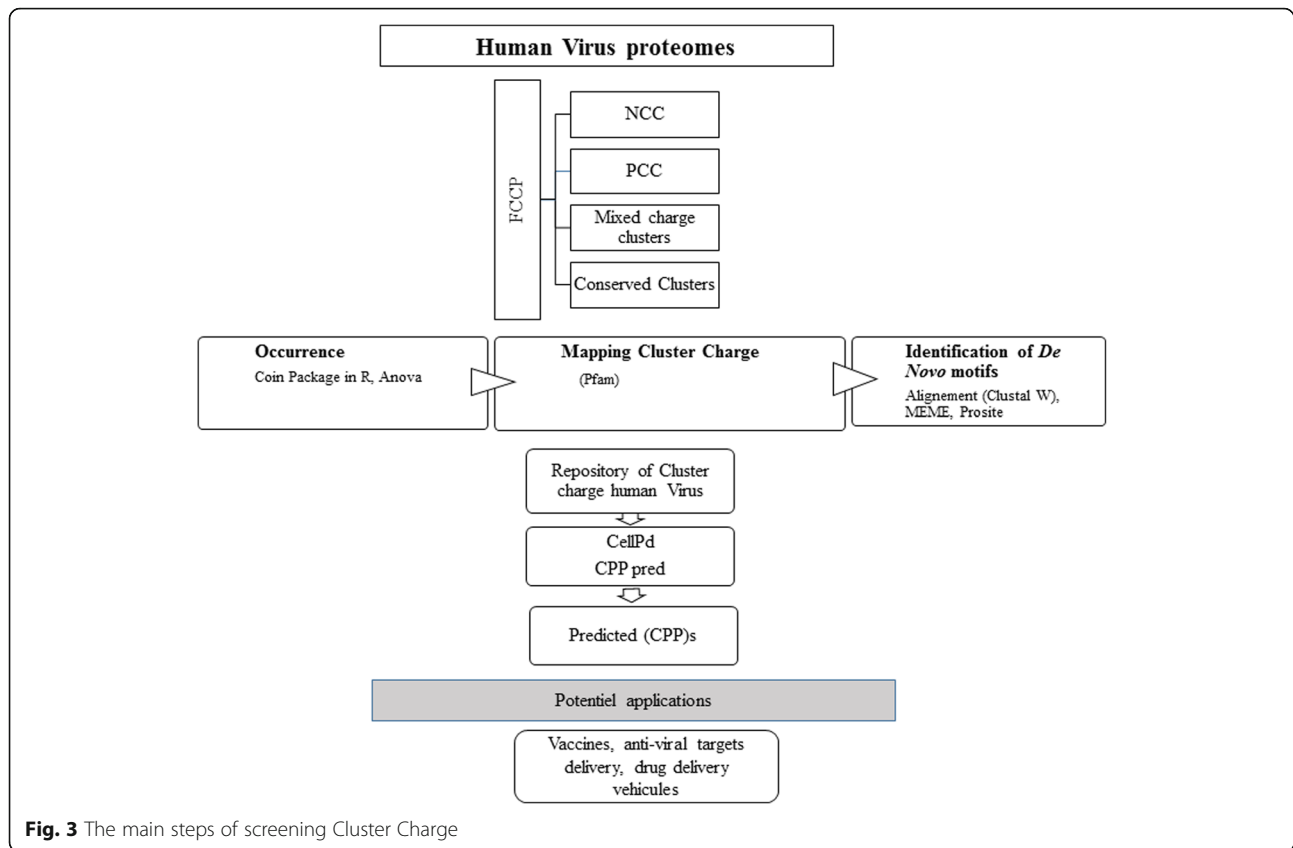 Human Virus proteomes
FCCP
NCC
PCC
Mixed charge
clusters
Conserved Clusters
Occurrence
Coin Package in R, Anova
Mapping Cluster Charge
(Pfam)
Identification of De
Novo motifs
Alignement (Clustal W),
MEME, Prosite
Repository of Cluster
charge human Virus
CellPd
CPP pred
Predicted (CPP)s
Potentiel applications
Vaccines, anti-viral targets
delivery, drug delivery
vehicules
Fig. 3 The main steps of screening Cluster Charge